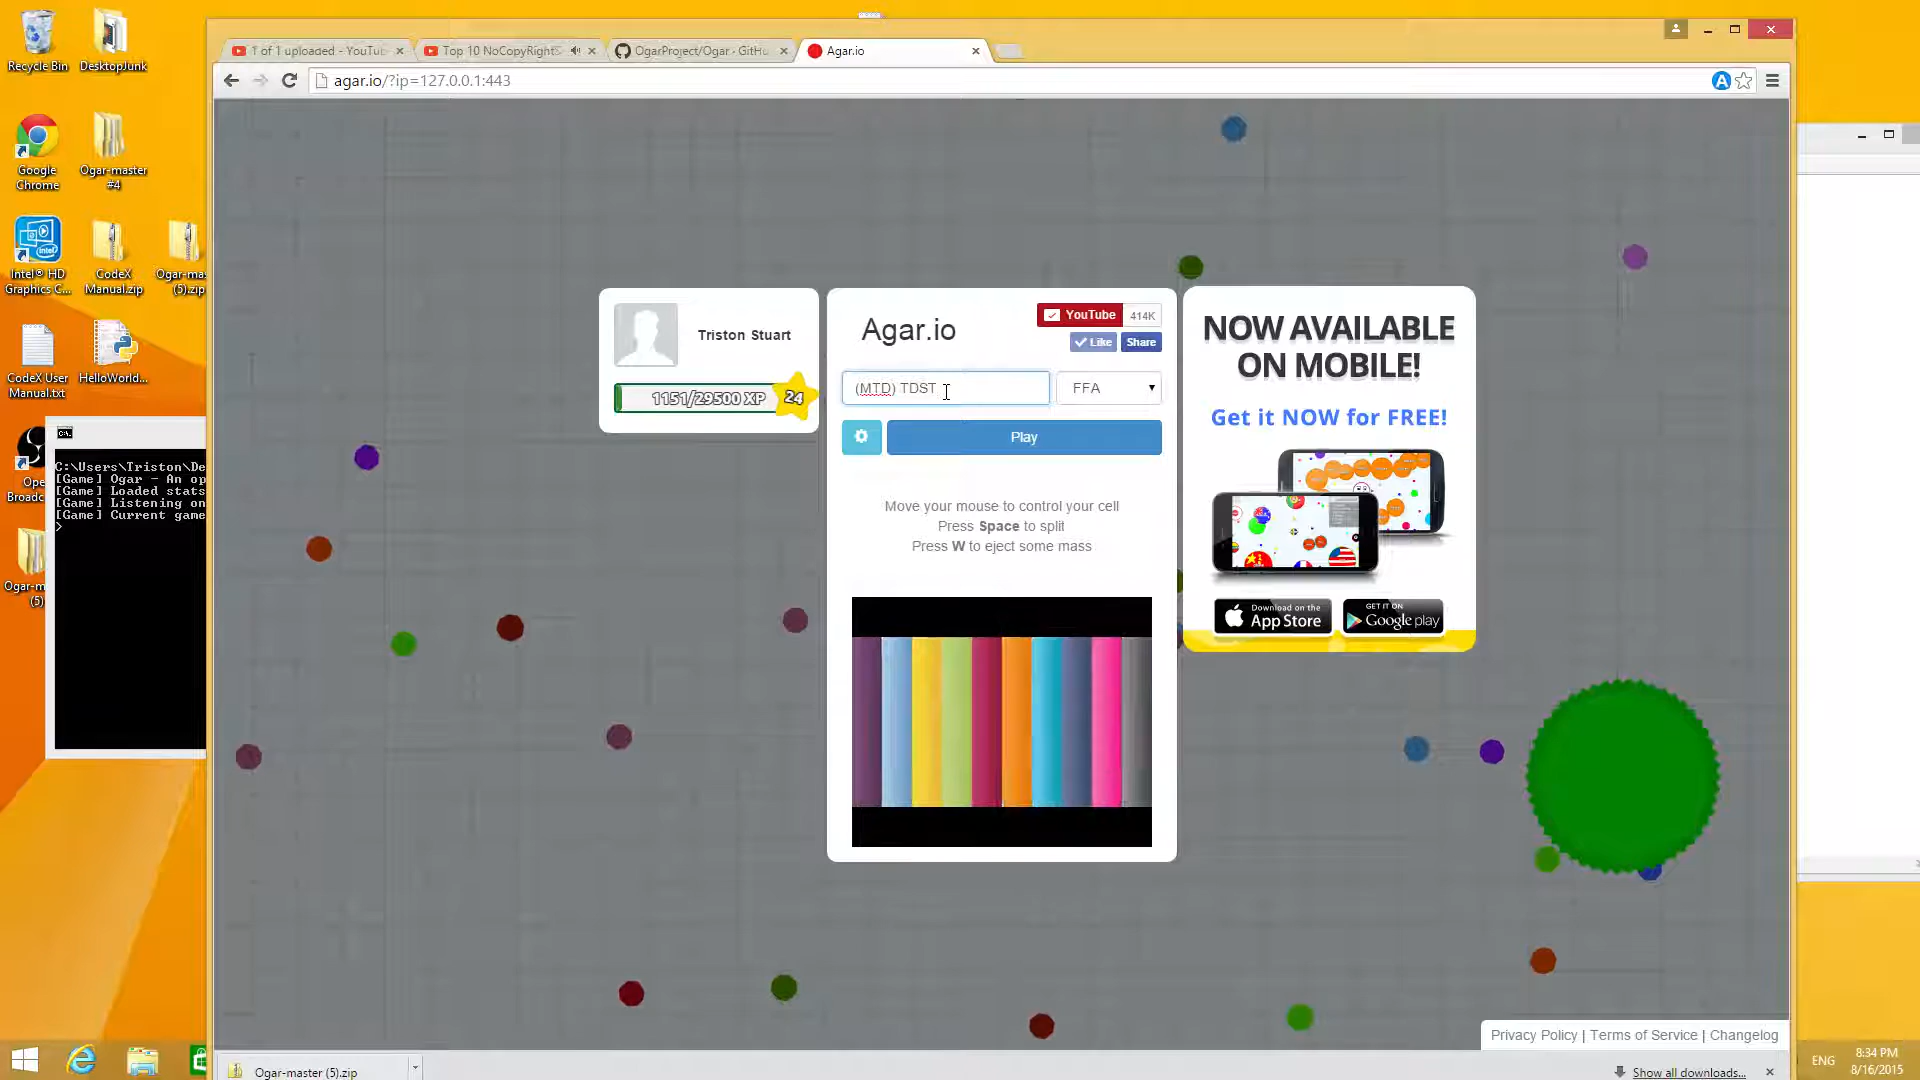 Recycle Bin
DesktopJunk
Google
Chrome
Ogar-master
#4
Intel® HD
Graphics C...
CodeX
Manual.zip
Ogar-mas
(5).zip
CodeX User
Manual.txt
HelloWorld...
Ope
Broadc
Ogar-m
(5)
C:\Users\Triston\De
[Game] Ogar - An op
[Game] Loaded stats
[Game] Listening on
[Game] Current game
>
1 of 1 uploaded - YouTub
Top 10 NoCopyRightS
OgarProject/Ogar · GitHu
Agar.io
agar.io/?ip=127.0.0.1:443
Triston Stuart
1151/29500 XP
24
Agar.io
YouTube
414K
Like
Share
(MTD) TDST
FFA
Play
Move your mouse to control your cell
Press Space to split
Press W to eject some mass
NOW AVAILABLE
ON MOBILE!
Get it NOW for FREE!
Download on the
App Store
GET IT ON
Google play
Privacy Policy | Terms of Service | Changelog
Ogar-master (5).zip
Show all downloads...
ENG
8:34 PM
8/16/2015